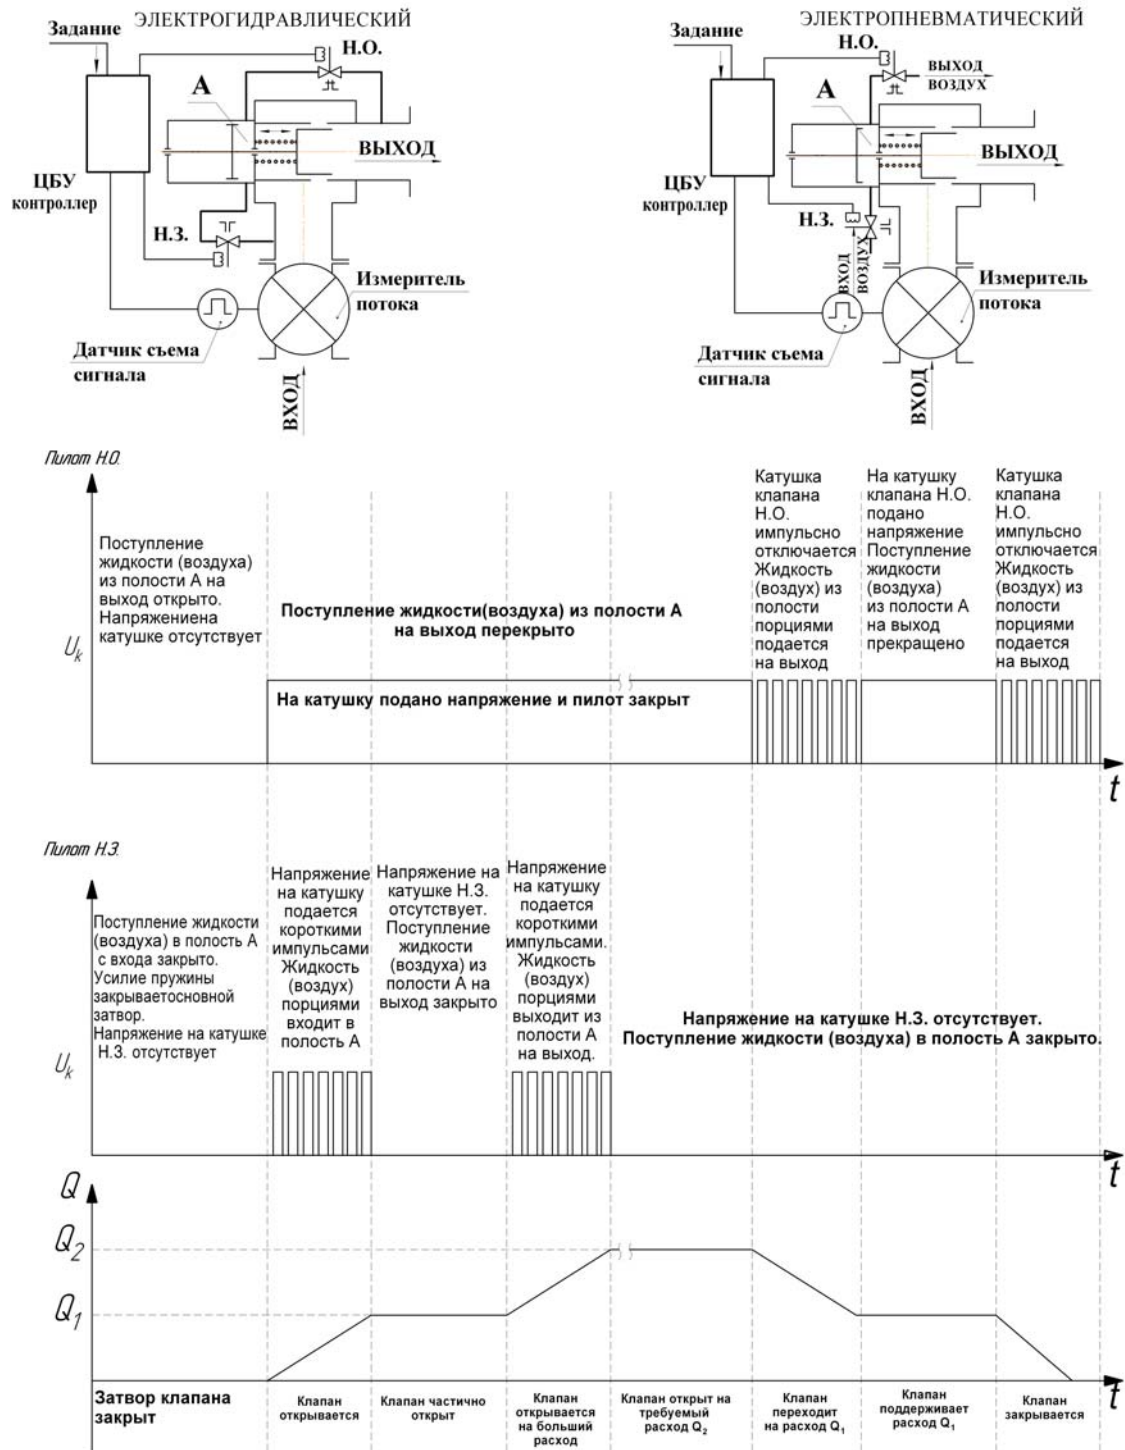 ЭЛЕКТРОГИДРАВЛИЧЕСКИЙ
Задание
Н.О.
А
ВЫХОД
ЦБУ
контроллер
Н.З.
Измеритель
потока
Датчик съема
сигнала
ВХОД
ЭЛЕКТРОПНЕВМАТИЧЕСКИЙ
Задание
Н.О.
ВЫХОД
ВОЗДУХ
А
ВЫХОД
ЦБУ
контроллер
Н.З.
ВХОД
ВОЗДУХ
Измеритель
потока
Датчик съема
сигнала
ВХОД
Пилот Н.О.
Uk
Поступление
жидкости (воздуха)
из полости А на
выход открыто.
Напряжениена
катушке отсутствует
Поступление жидкости(воздуха) из полости А
на выход перекрыто
На катушку подано напряжение и пилот закрыт
Катушка
клапана
Н.О.
импульсно
отключается
Жидкость
(воздух) из
полости
порциями
подается
на выход
На катушку
клапана Н.О.
подано
напряжение
Поступление
жидкости
(воздуха)
из полости А
на выход
прекращено
Катушка
клапана
Н.О.
импульсно
отключается
Жидкость
(воздух) из
полости
порциями
подается
на выход
t
Пилот Н.З.
Uk
Поступление жидкости
(воздуха) в полость А
с входа закрыто.
Усилие пружины
закрываетосновной
затвор.
Напряжение на катушке
Н.З. отсутствует
Напряжение
на катушку
подается
короткими
импульсами
Жидкость
(воздух)
порциями
входит в
полость А
Напряжение на
катушке Н.З.
отсутствует.
Поступление
жидкости
(воздуха) из
полости А на
выход закрыто
Напряжение
на катушку
подается
короткими
импульсами.
Жидкость
(воздух)
порциями
выходит из
полости А
на выход.
Напряжение на катушке Н.З. отсутствует.
Поступление жидкости (воздуха) в полость А закрыто.
t
Q
Q2
Q1
t
Затвор клапана
закрыт
Клапан
открывается
Клапан частично
открыт
Клапан
открывается
на больший
расход
Клапан открыт на
требуемый
расход Q2
Клапан
переходит
на расход Q1
Клапан
поддерживает
расход Q1
Клапан
закрывается